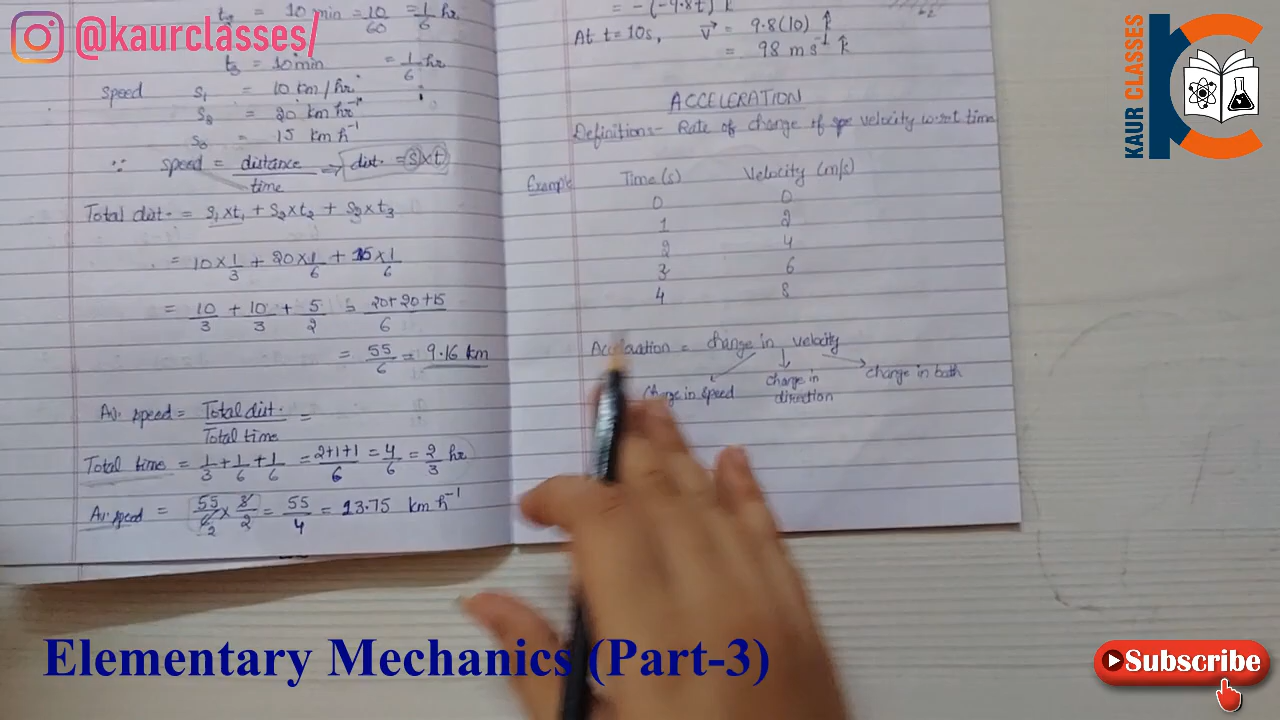 @kaurclasses/
t₂ = 10 min = 10/60 = 1/6 hr
t₃ = 10min = 1/6 hr
speed s₁ = 10 km/hr
s₂ = 20 km hr⁻¹
s₃ = 15 km h⁻¹
∵ speed = distance/time → dist. = s × t
Total dist. = s₁×t₁ + s₂×t₂ + s₃×t₃
= 10×1/3 + 20×1/6 + 15×1/6
= 10/3 + 10/3 + 5/2 = 20+20+15/6
= 55/6 = 9.16 km
Av. speed = Total dist./Total time =
Total time = 1/3 + 1/6 + 1/6 = 2+1+1/6 = 4/6 = 2/3 hr
Av. speed = 55/6 2 × 3/2 = 55/4 = 13.75 km h⁻¹
= -(-9.8t) k
At t=10s, v⃗ = 9.8(10) k̂
= 98 m s⁻¹ k̂
ACCELERATION
Definition:- Rate of change of velocity w.r.t time
Example Time(s) Velocity (m/s)
0 0
1 2
2 4
3 6
4 8
Acceleration = change in velocity
change in speed
change in direction
change in both
KAUR CLASSES
Elementary Mechanics (Part-3)
Subscribe